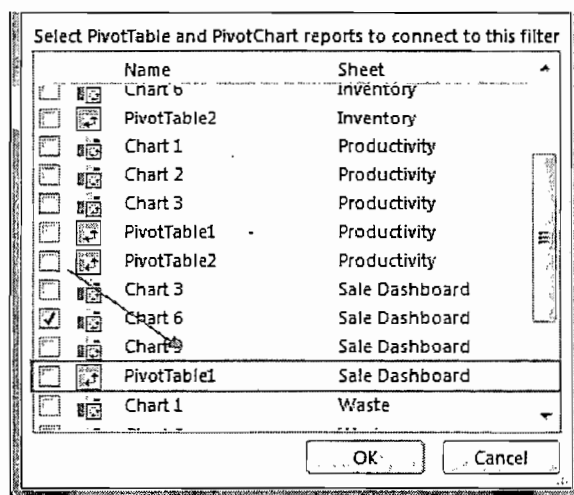 Select PivotTable and PivotChart reports to connect to this filter
Name Sheet
Chart 6 Inventory
PivotTable2 Inventory
Chart 1 Productivity
Chart 2 Productivity
Chart 3 Productivity
PivotTable1 Productivity
PivotTable2 Productivity
Chart 3 Sale Dashboard
Chart 6 Sale Dashboard
Chart Sale Dashboard
PivotTable1 Sale Dashboard
Chart 1 Waste
OK Cancel